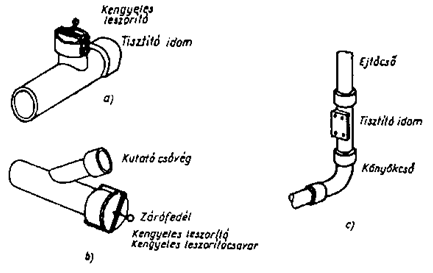 Kengyeles
leszorító
Tisztító idom
a)
Kutató csővég
Zárófedél
Kengyeles leszorító
Kengyeles leszorítócsavar
b)
Ejtőcső
Tisztító idom
Könyökcső
c)